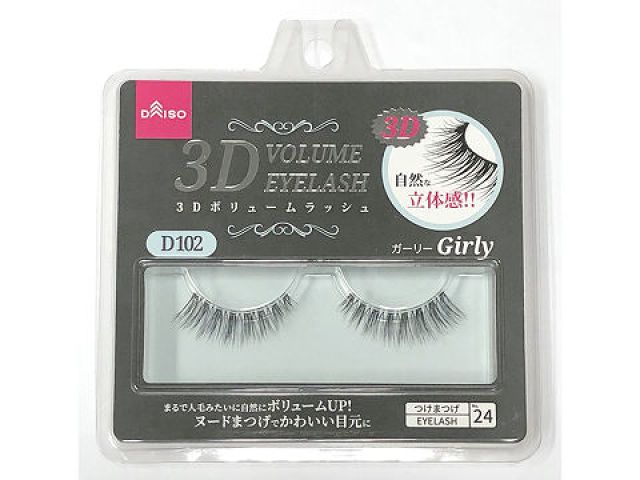 DAISO
3D VOLUME
EYELASH
3Dボリュームラッシュ
3D
自然な
立体感!!
D102
ガーリー Girly
まるで人毛みたいに自然にボリュームUP!
ヌードまつげでかわいい目元に
つけまつげ
EYELASH
No. 24